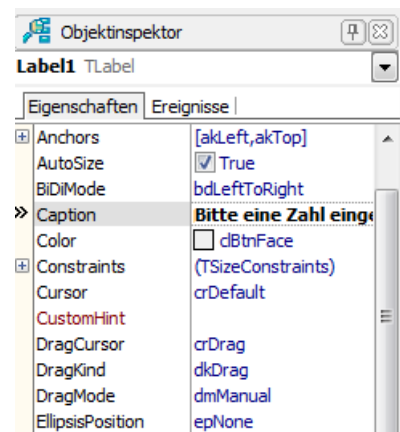 Objektinspektor
Label1 TLabel
Eigenschaften Ereignisse
Anchors [akLeft,akTop]
AutoSize True
BiDiMode bdLeftToRight
Caption Bitte eine Zahl einge
Color clBtnFace
Constraints (TSizeConstraints)
Cursor crDefault
CustomHint
DragCursor crDrag
DragKind dkDrag
DragMode dmManual
EllipsisPosition epNone